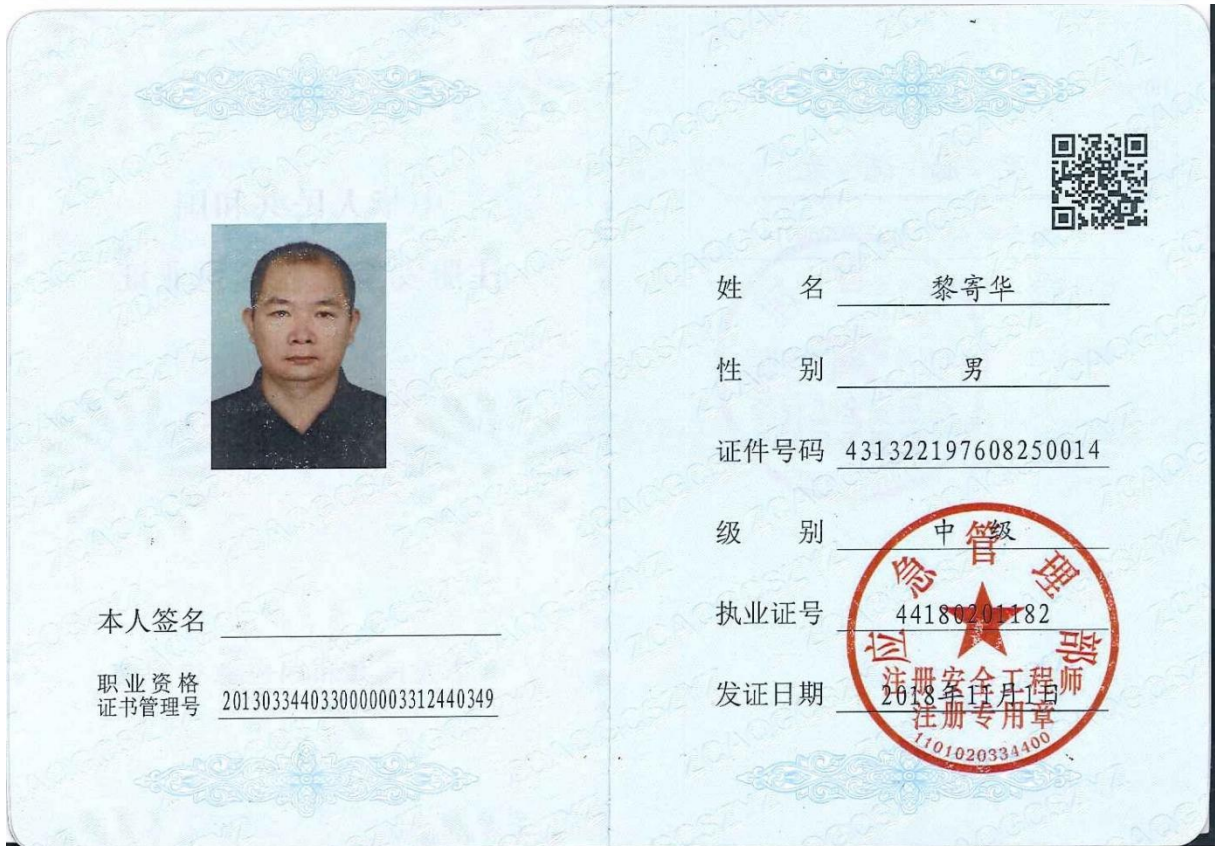 本人签名
职业资格
证书管理号 2013033440330000003312440349
姓名 黎寄华
性别 男
证件号码 431322197608250014
级别 中级
执业证号 44180201182
发证日期 2018年11月1日
应急管理部
注册安全工程师
注册专用章
1101020334400